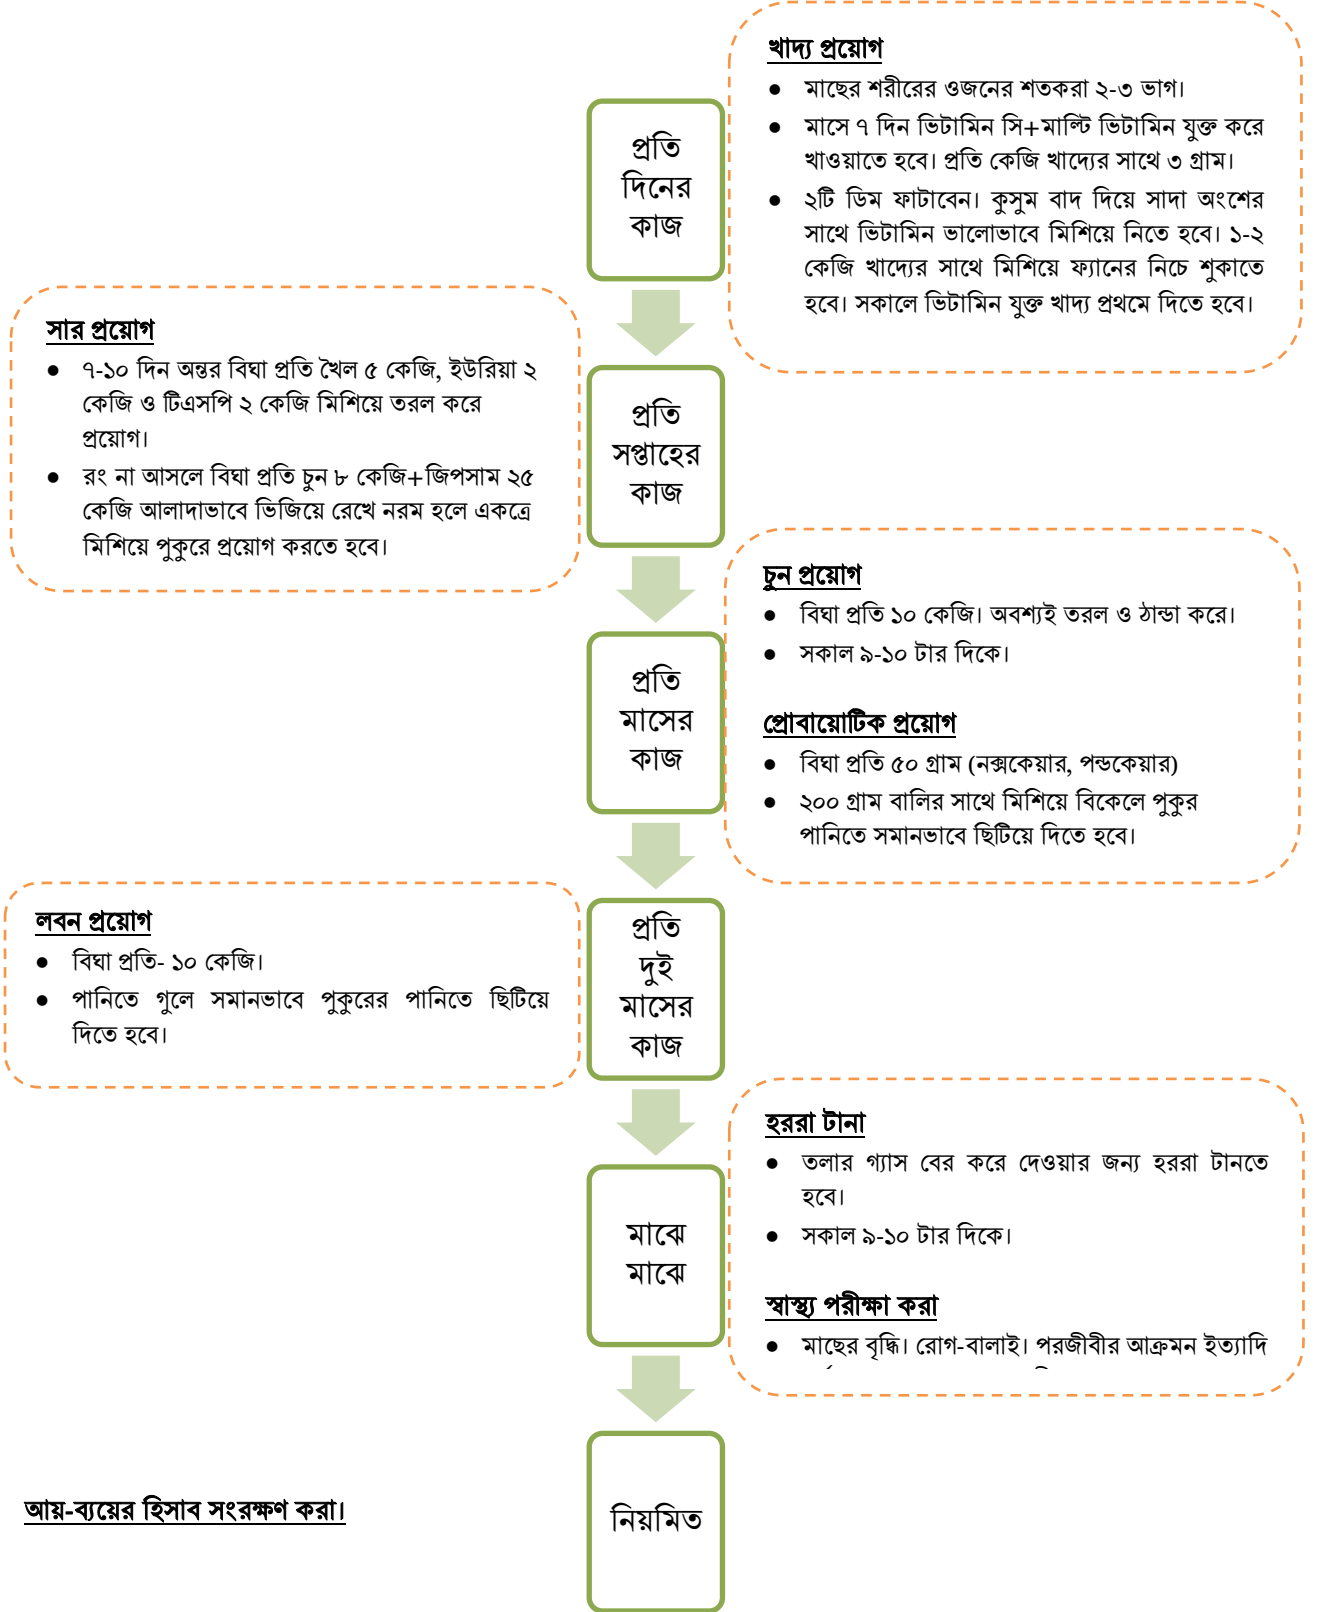 খাদ্য প্রয়োগ
● মাছের শরীরের ওজনের শতকরা ২-৩ ভাগ।
● মাসে ৭ দিন ভিটামিন সি+মাল্টি ভিটামিন যুক্ত করে
খাওয়াতে হবে। প্রতি কেজি খাদ্যের সাথে ৩ গ্রাম।
● ২টি ডিম ফাটাবেন। কুসুম বাদ দিয়ে সাদা অংশের
সাথে ভিটামিন ভালোভাবে মিশিয়ে নিতে হবে। ১-২
কেজি খাদ্যের সাথে মিশিয়ে ফ্যানের নিচে শুকাতে
হবে। সকালে ভিটামিন যুক্ত খাদ্য প্রথমে দিতে হবে।
প্রতি
দিনের
কাজ
সার প্রয়োগ
● ৭-১০ দিন অন্তর বিঘা প্রতি খৈল ৫ কেজি, ইউরিয়া ২
কেজি ও টিএসপি ২ কেজি মিশিয়ে তরল করে
প্রয়োগ।
● রং না আসলে বিঘা প্রতি চুন ৮ কেজি+জিপসাম ২৫
কেজি আলাদাভাবে ভিজিয়ে রেখে নরম হলে একত্রে
মিশিয়ে পুকুরে প্রয়োগ করতে হবে।
প্রতি
সপ্তাহের
কাজ
চুন প্রয়োগ
● বিঘা প্রতি ১০ কেজি। অবশ্যই তরল ও ঠান্ডা করে।
● সকাল ৯-১০ টার দিকে।
প্রোবায়োটিক প্রয়োগ
● বিঘা প্রতি ৫০ গ্রাম (নক্সকেয়ার, পন্ডকেয়ার)
● ২০০ গ্রাম বালির সাথে মিশিয়ে বিকেলে পুকুর
পানিতে সমানভাবে ছিটিয়ে দিতে হবে।
প্রতি
মাসের
কাজ
লবন প্রয়োগ
● বিঘা প্রতি- ১০ কেজি।
● পানিতে গুলে সমানভাবে পুকুরের পানিতে ছিটিয়ে
দিতে হবে।
প্রতি
দুই
মাসের
কাজ
হররা টানা
● তলার গ্যাস বের করে দেওয়ার জন্য হররা টানতে
হবে।
● সকাল ৯-১০ টার দিকে।
স্বাস্থ্য পরীক্ষা করা
● মাছের বৃদ্ধি। রোগ-বালাই। পরজীবীর আক্রমন ইত্যাদি
মাঝে
মাঝে
আয়-ব্যয়ের হিসাব সংরক্ষণ করা।
নিয়মিত